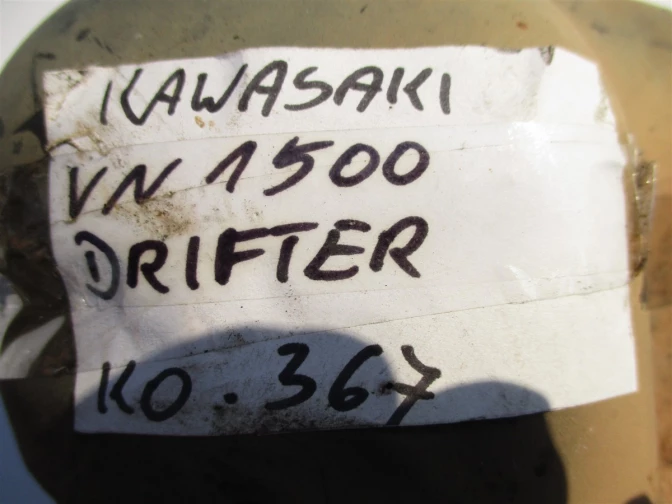 KAWASAKI
VN 1500
DRIFTER
KO. 367